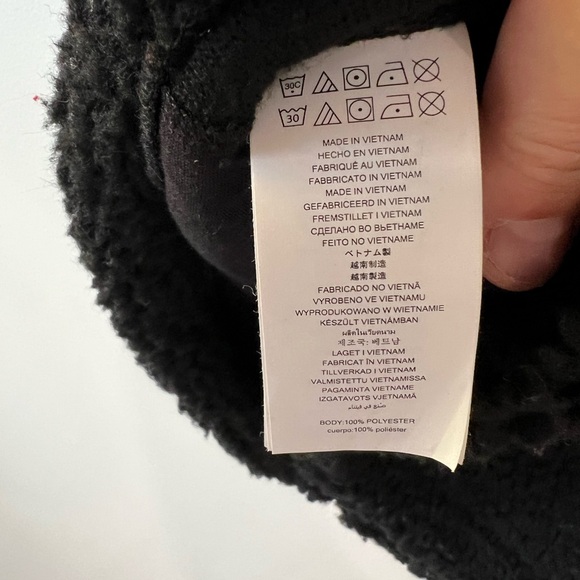 30C
30
MADE IN VIETNAM
HECHO EN VIETNAM
FABRIQUÉ AU VIETNAM
FABBRICATO IN VIETNAM
MADE IN VIETNAM
GEFABRICEERD IN VIETNAM
FREMSTILLET I VIETNAM
СДЕЛАНО ВО ВЬЕТНАМЕ
FEITO NO VIETNAME
ベトナム製
越南制造
越南製造
FABRICADO NO VIETNÃ
VYROBENO VE VIETNAMU
WYPRODUKOWANO W WIETNAMIE
KÉSZÜLT VIETNÁMBAN
ผลิตในเวียดนาม
제조국: 베트남
LAGET I VIETNAM
FABRICAT ÎN VIETNAM
TILLVERKAD I VIETNAM
VALMISTETTU VIETNAMISSA
PAGAMINTA VIETNAME
IZGATAVOTS VJETNAMĀ
صنع في فيتنام
BODY:100% POLYESTER
cuerpo:100% poliéster